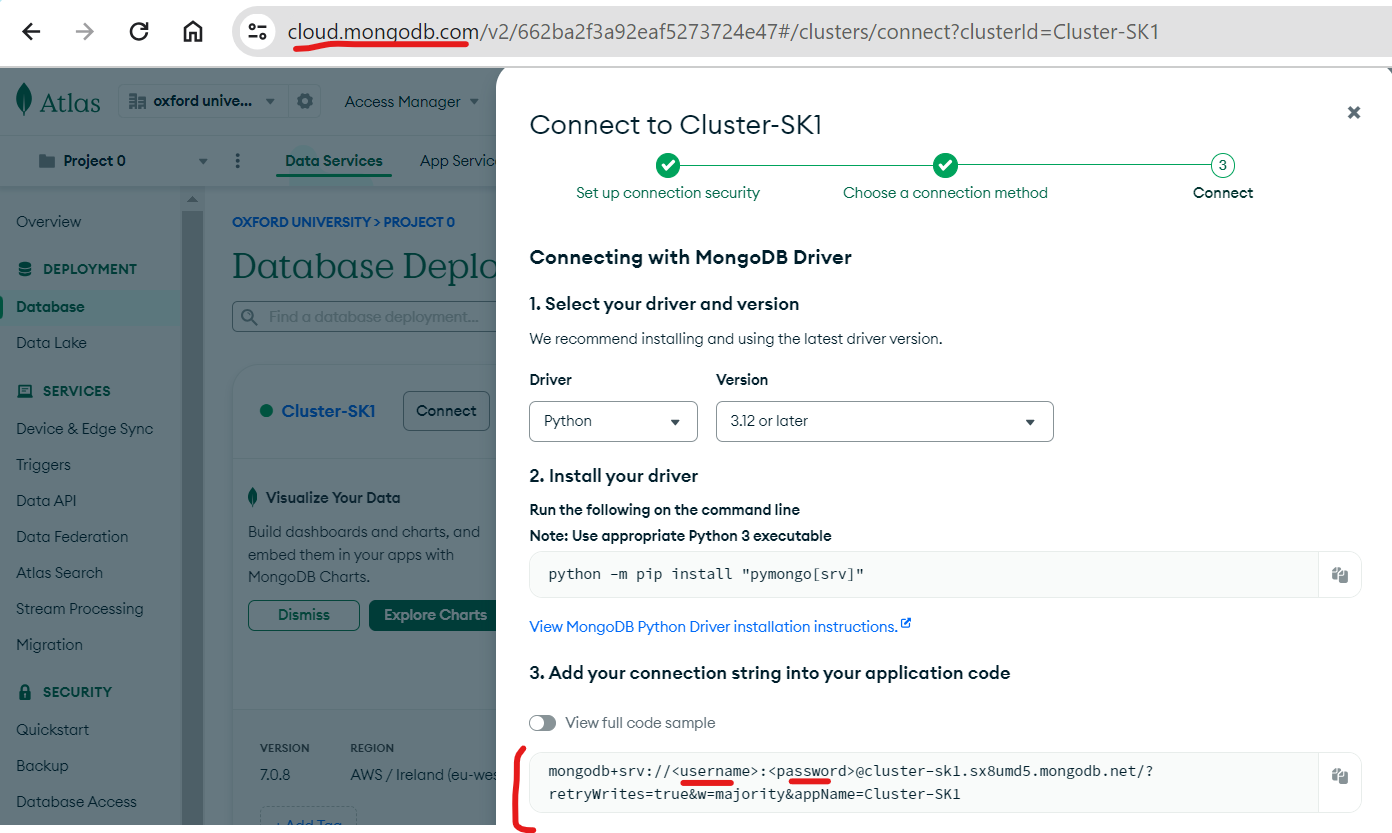 cloud.mongodb.com/v2/662ba2f3a92eaf5273724e47#/clusters/connect?clusterId=Cluster-SK1
Atlas
oxford unive...
Access Manager
Project 0
Data Services
App Servic
Overview
DEPLOYMENT
Database
Data Lake
SERVICES
Device & Edge Sync
Triggers
Data API
Data Federation
Atlas Search
Stream Processing
Migration
SECURITY
Quickstart
Backup
Database Access
OXFORD UNIVERSITY > PROJECT 0
Database Deplo
Find a database deployment...
Cluster-SK1
Connect
Visualize Your Data
Build dashboards and charts, and
embed them in your apps with
MongoDB Charts.
Dismiss
Explore Charts
VERSION
REGION
7.0.8
AWS / Ireland (eu-wes
+ Add Tag
Connect to Cluster-SK1
Set up connection security
Choose a connection method
3
Connect
Connecting with MongoDB Driver
1. Select your driver and version
We recommend installing and using the latest driver version.
Driver
Version
Python
3.12 or later
2. Install your driver
Run the following on the command line
Note: Use appropriate Python 3 executable
python -m pip install "pymongo[srv]"
View MongoDB Python Driver installation instructions.
3. Add your connection string into your application code
View full code sample
mongodb+srv://<username>:<password>@cluster-sk1.sx8umd5.mongodb.net/?
retryWrites=true&w=majority&appName=Cluster-SK1